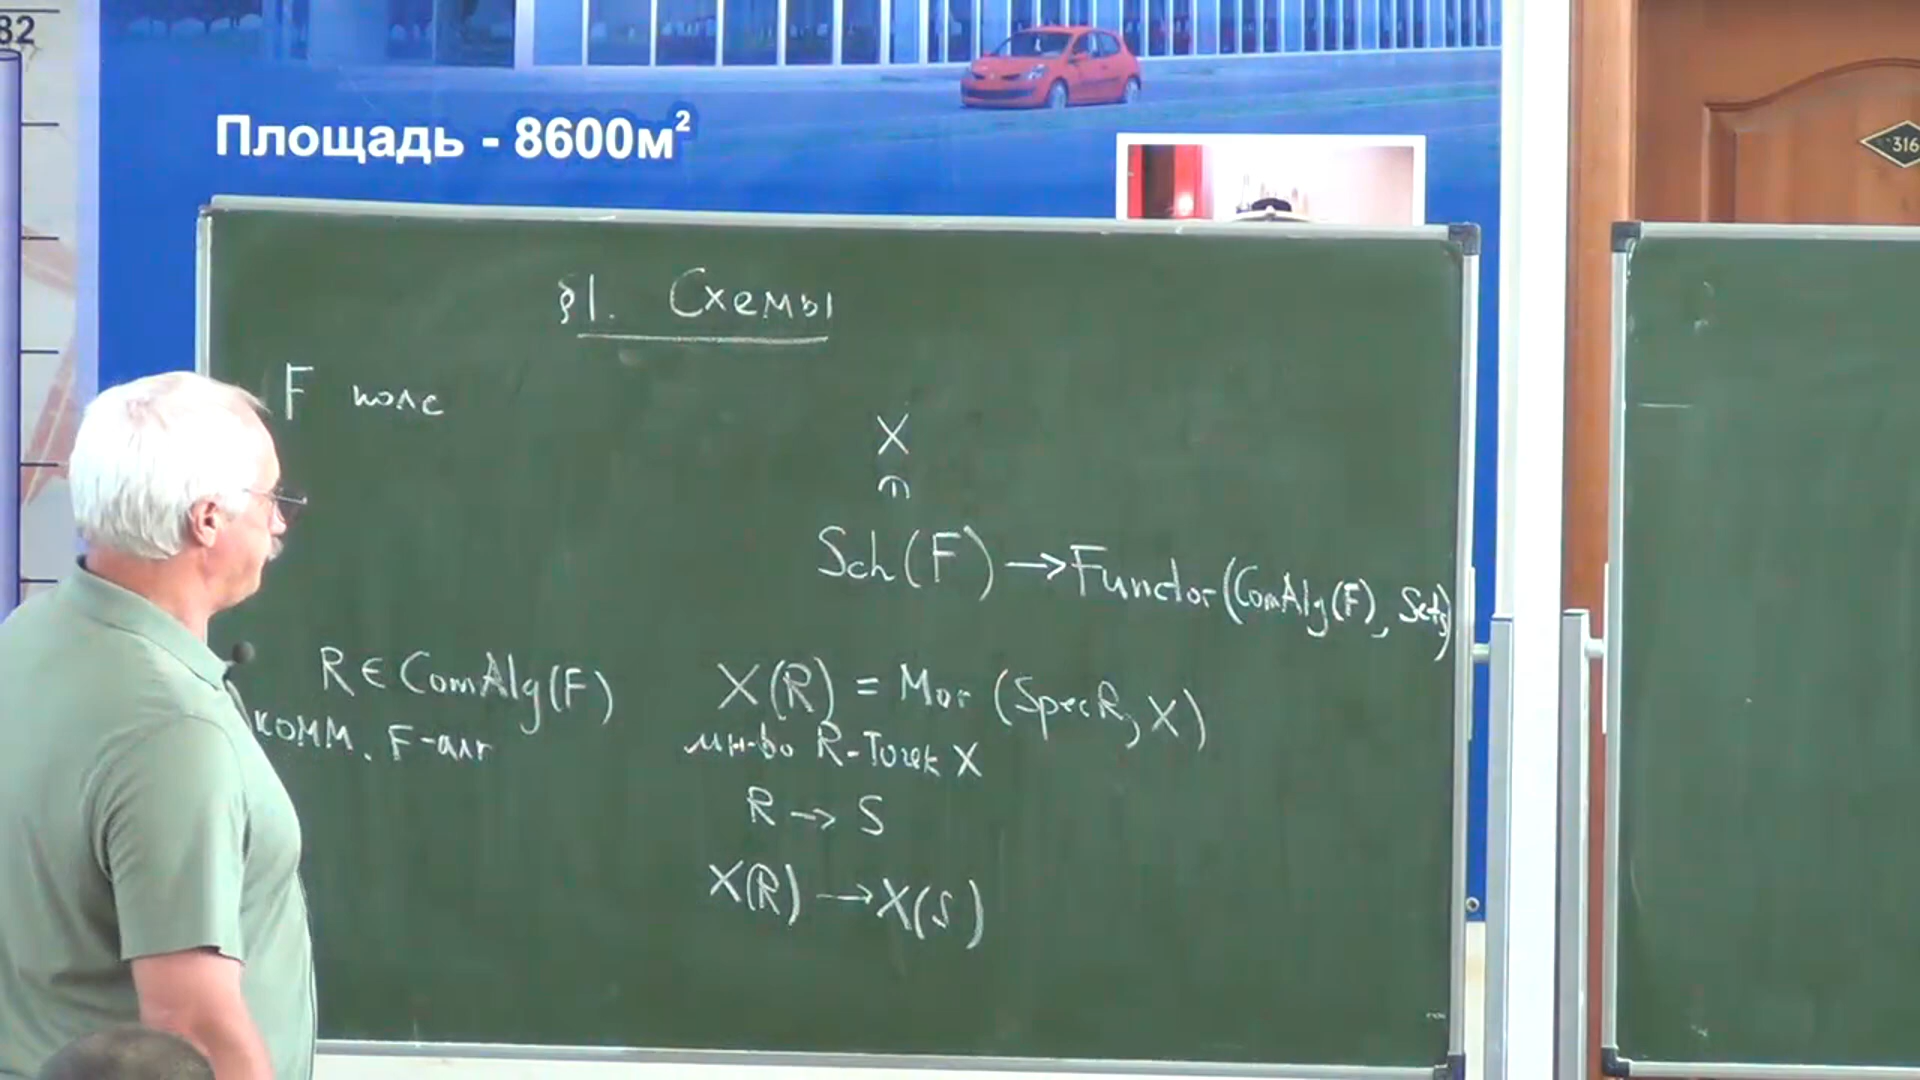 82
Площадь - 8600м²
316
§1. Схемы
F поле
X
∩
Sch(F) → Functor(ComAlg(F), Sets)
R ∈ ComAlg(F)
X(R) = Mor (Spec R, X)
комм. F-алг
мн-во R-точек X
R → S
X(R) → X(S)